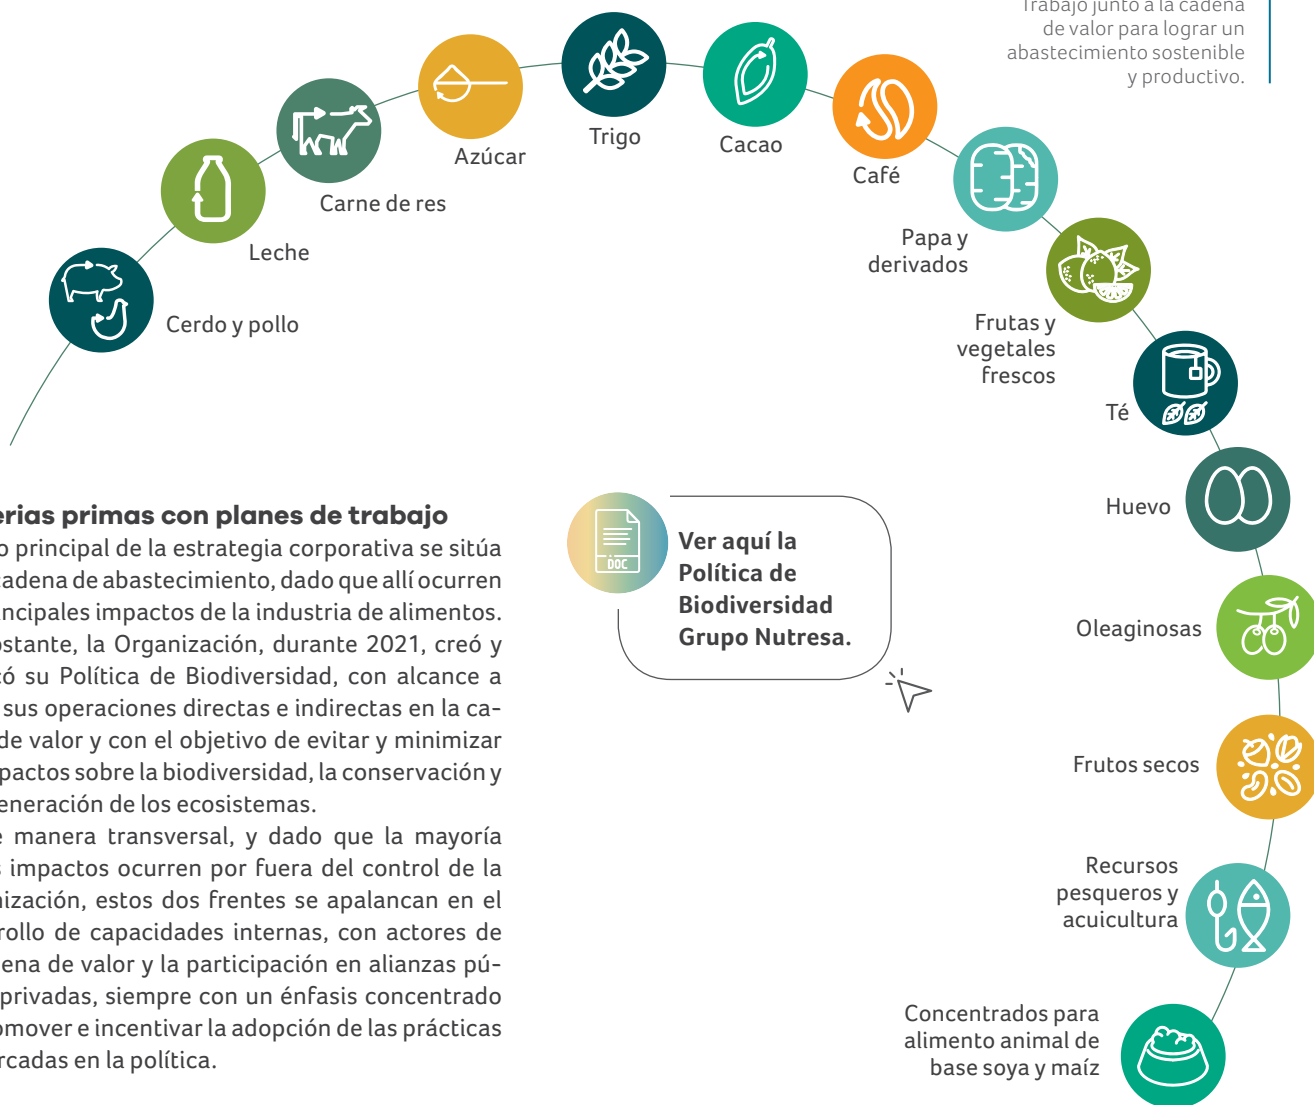 Trabajo junto a la cadena
de valor para lograr un
abastecimiento sostenible
y productivo.
Trigo
Cacao
Azúcar
Café
Carne de res
Leche
Papa y
derivados
Cerdo y pollo
Frutas y
vegetales
frescos
Té
Huevo
Oleaginosas
Frutos secos
Recursos
pesqueros y
acuicultura
Concentrados para
alimento animal de
base soya y maíz
erias primas con planes de trabajo
o principal de la estrategia corporativa se sitúa
cadena de abastecimiento, dado que allí ocurren
ncipales impactos de la industria de alimentos.
ostante, la Organización, durante 2021, creó y
có su Política de Biodiversidad, con alcance a
sus operaciones directas e indirectas en la ca-
de valor y con el objetivo de evitar y minimizar
pactos sobre la biodiversidad, la conservación y
eneración de los ecosistemas.
e manera transversal, y dado que la mayoría
s impactos ocurren por fuera del control de la
nización, estos dos frentes se apalancan en el
rollo de capacidades internas, con actores de
ena de valor y la participación en alianzas pú-
privadas, siempre con un énfasis concentrado
omover e incentivar la adopción de las prácticas
rcadas en la política.
DOC
Ver aquí la
Política de
Biodiversidad
Grupo Nutresa.